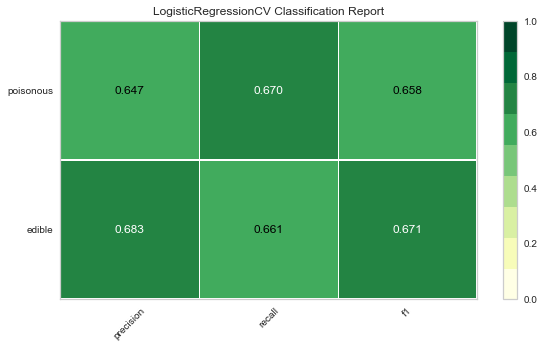 LogisticRegressionCV Classification Report
poisonous 0.647 0.670 0.658
edible 0.683 0.661 0.671
precision recall f1
1.0
0.8
0.6
0.4
0.2
0.0